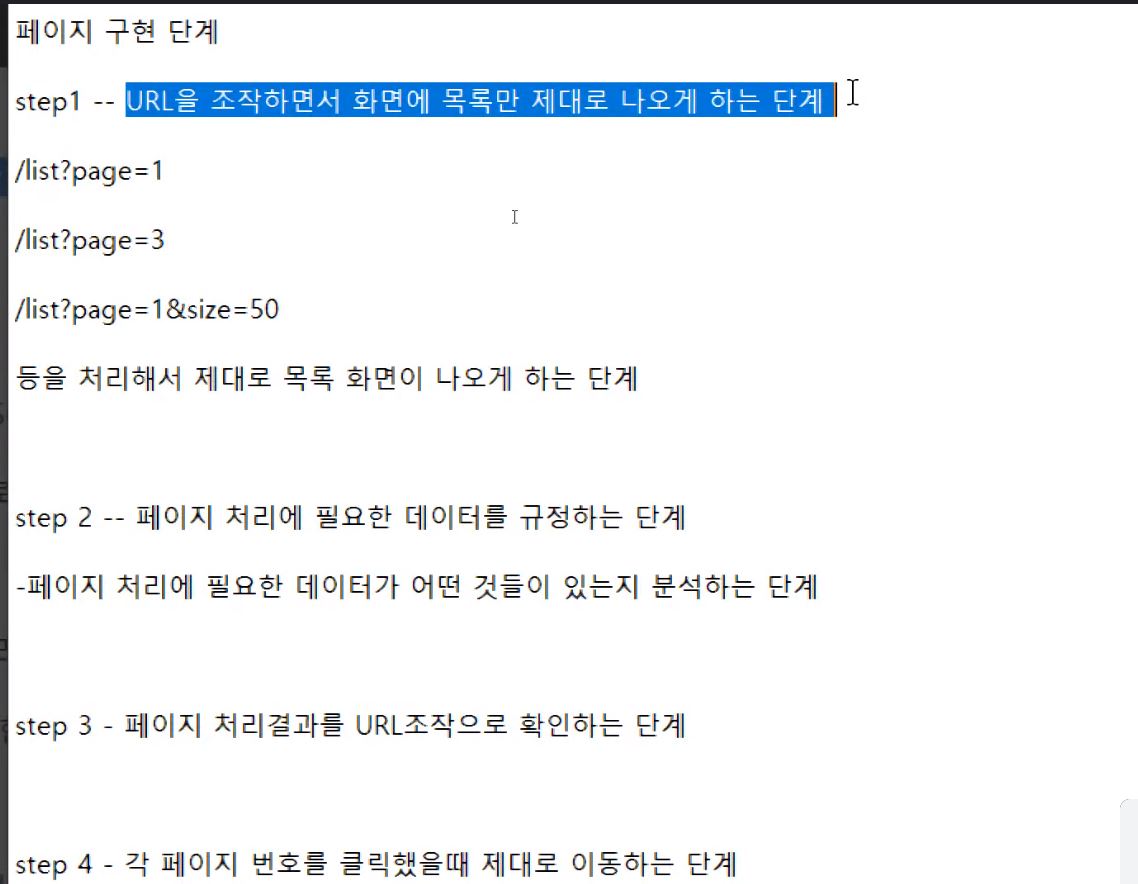 페이지 구현 단계
step1 -- URL을 조작하면서 화면에 목록만 제대로 나오게 하는 단계
/list?page=1
/list?page=3
/list?page=1&size=50
등을 처리해서 제대로 목록 화면이 나오게 하는 단계
step 2 -- 페이지 처리에 필요한 데이터를 규정하는 단계
-페이지 처리에 필요한 데이터가 어떤 것들이 있는지 분석하는 단계
step 3 - 페이지 처리결과를 URL조작으로 확인하는 단계
step 4 - 각 페이지 번호를 클릭했을때 제대로 이동하는 단계